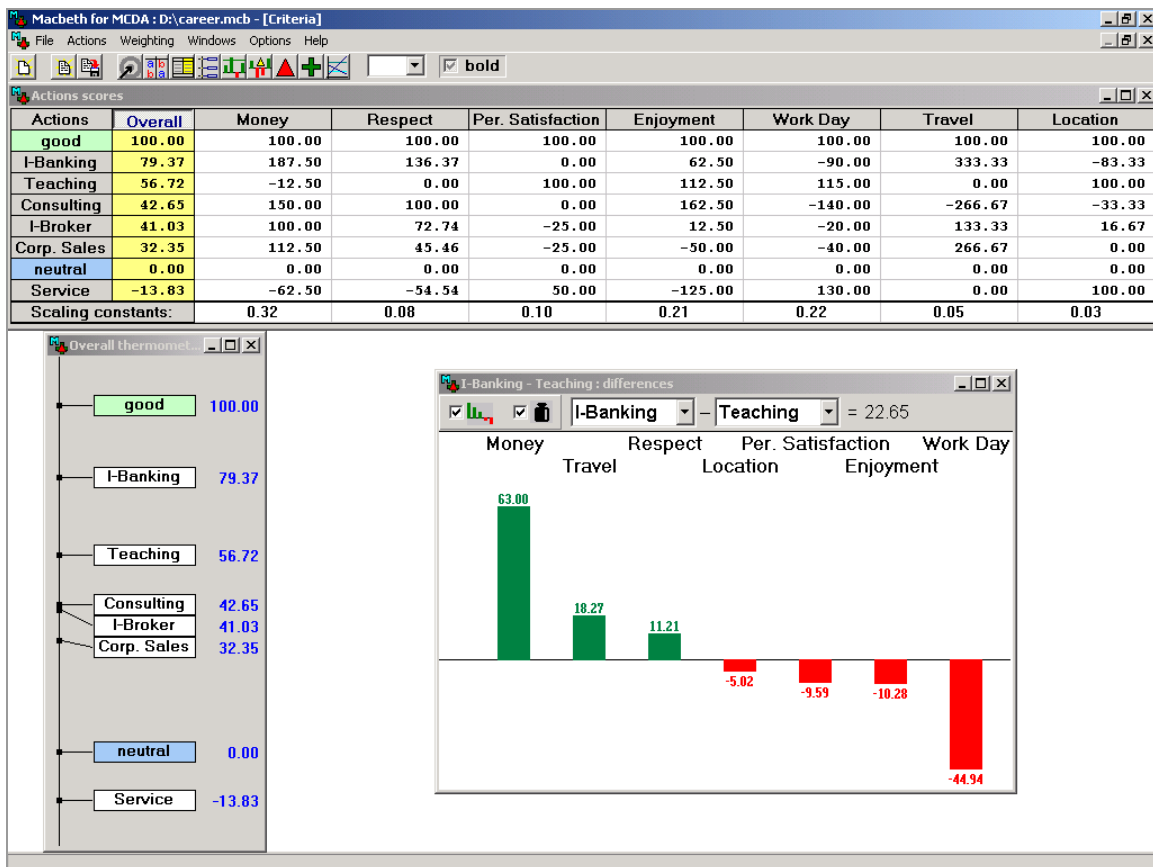 Macbeth for MCDA : D:\career.mcb - [Criteria]
File Actions Weighting Windows Options Help
bold
Actions scores
Actions Overall Money Respect Per. Satisfaction Enjoyment Work Day Travel Location
good 100.00 100.00 100.00 100.00 100.00 100.00 100.00 100.00
I-Banking 79.37 187.50 136.37 0.00 62.50 -90.00 333.33 -83.33
Teaching 56.72 -12.50 0.00 100.00 112.50 115.00 0.00 100.00
Consulting 42.65 150.00 100.00 0.00 162.50 -140.00 -266.67 -33.33
I-Broker 41.03 100.00 72.74 -25.00 12.50 -20.00 133.33 16.67
Corp. Sales 32.35 112.50 45.46 -25.00 -50.00 -40.00 266.67 0.00
neutral 0.00 0.00 0.00 0.00 0.00 0.00 0.00 0.00
Service -13.83 -62.50 -54.54 50.00 -125.00 130.00 0.00 100.00
Scaling constants: 0.32 0.08 0.10 0.21 0.22 0.05 0.03
Overall thermomet...
good 100.00
I-Banking 79.37
Teaching 56.72
Consulting 42.65
I-Broker 41.03
Corp. Sales 32.35
neutral 0.00
Service -13.83
I-Banking - Teaching : differences
I-Banking – Teaching = 22.65
Money Respect Per. Satisfaction Work Day
Travel Location Enjoyment
63.00
18.27
11.21
-5.02
-9.59
-10.28
-44.94